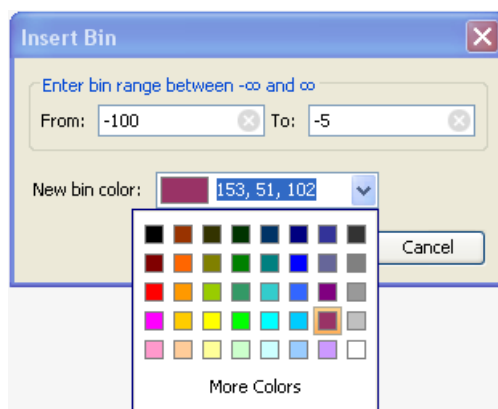 Insert Bin
Enter bin range between -∞ and ∞
From: -100 To: -5
New bin color: 153, 51, 102
Cancel
More Colors